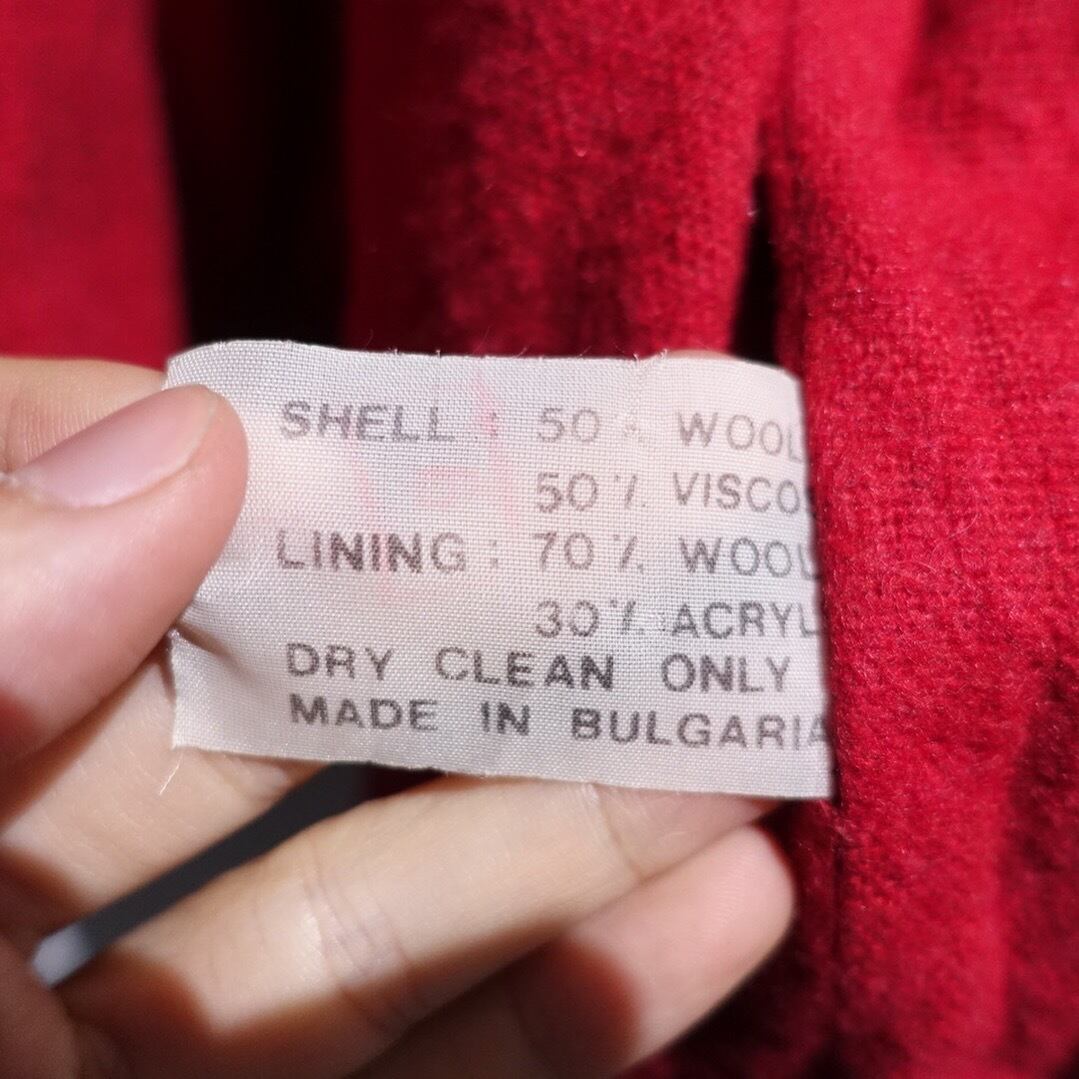 SHELL : 50% WOOL
50% VISCOS
LINING : 70% WOOL
30% ACRYL
DRY CLEAN ONLY
MADE IN BULGARIA